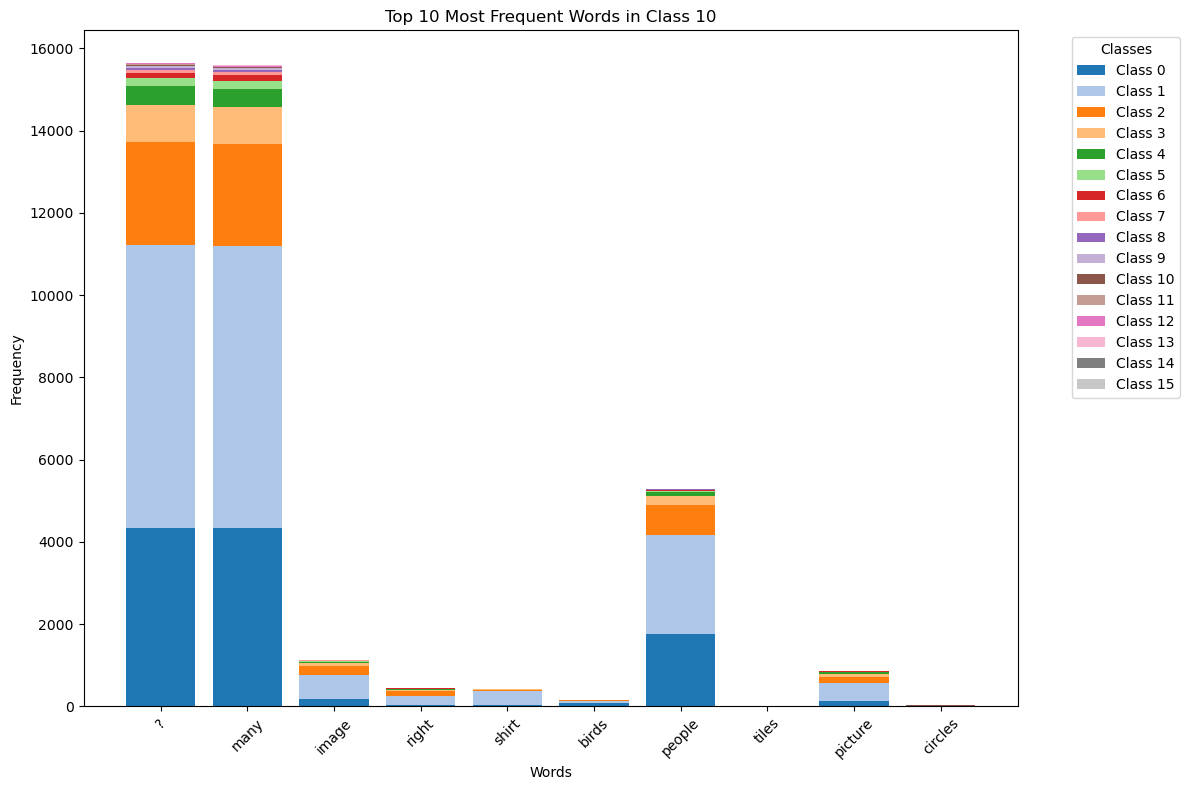 Top 10 Most Frequent Words in Class 10
16000
14000
12000
10000
8000
6000
4000
2000
0
Frequency
?
many
image
right
shirt
birds
people
tiles
picture
circles
Words
Classes
Class 0
Class 1
Class 2
Class 3
Class 4
Class 5
Class 6
Class 7
Class 8
Class 9
Class 10
Class 11
Class 12
Class 13
Class 14
Class 15